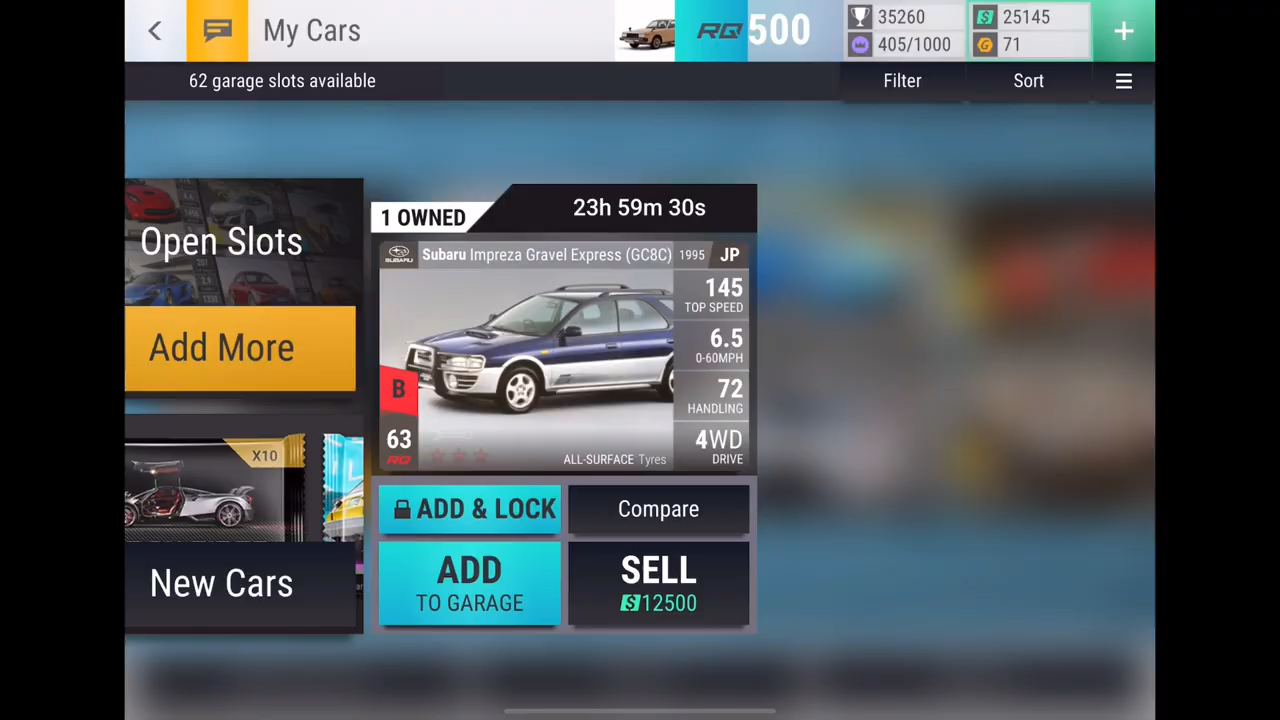 My Cars
RQ 500
35260
405/1000
25145
71
+
62 garage slots available
Filter
Sort
Open Slots
Add More
X10
New Cars
1 OWNED
23h 59m 30s
SUBARU
Subaru Impreza Gravel Express (GC8C) 1995 JP
145
TOP SPEED
6.5
0-60MPH
72
HANDLING
4WD
DRIVE
B
63
RQ
ALL-SURFACE Tyres
ADD & LOCK
Compare
ADD
TO GARAGE
SELL
12500